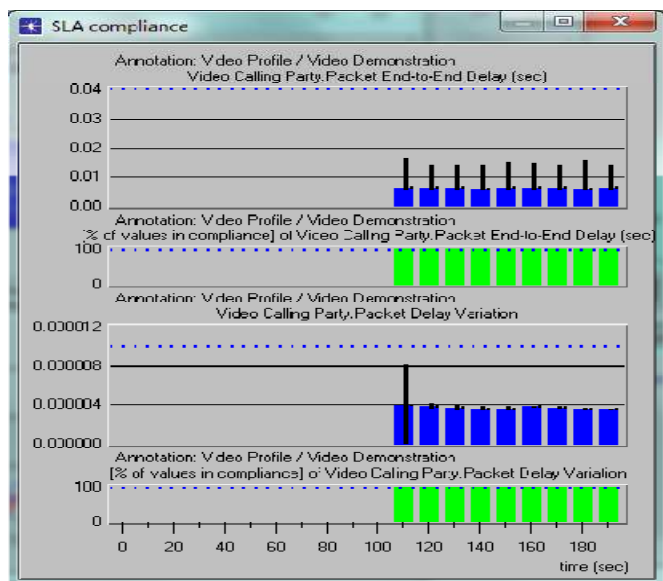 SLA compliance
Annotation: Video Profile / Video Demonstration
Video Calling Party.Packet End-to-End Delay (sec)
0.04
0.03
0.02
0.01
0.00
Annotation: Video Profile / Video Demonstration
[% of values in compliance] of Video Calling Party.Packet End-to-End Delay (sec)
100
0
Annotation: Video Profile / Video Demonstration
Video Calling Party.Packet Delay Variation
0.000012
0.000008
0.000004
0.000000
Annotation: Video Profile / Video Demonstration
[% of values in compliance] of Video Calling Party.Packet Delay Variation
100
0
0 20 40 60 80 100 120 140 160 180
time (sec)